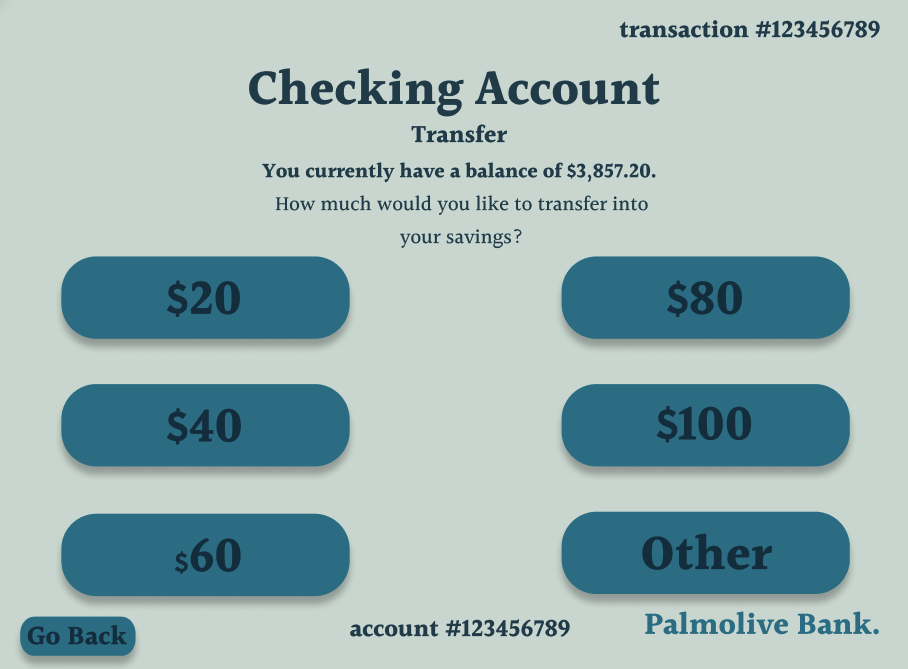 transaction #123456789
Checking Account
Transfer
You currently have a balance of $3,857.20.
How much would you like to transfer into
your savings?
$20
$80
$40
$100
$60
Other
Go Back
account #123456789
Palmolive Bank.